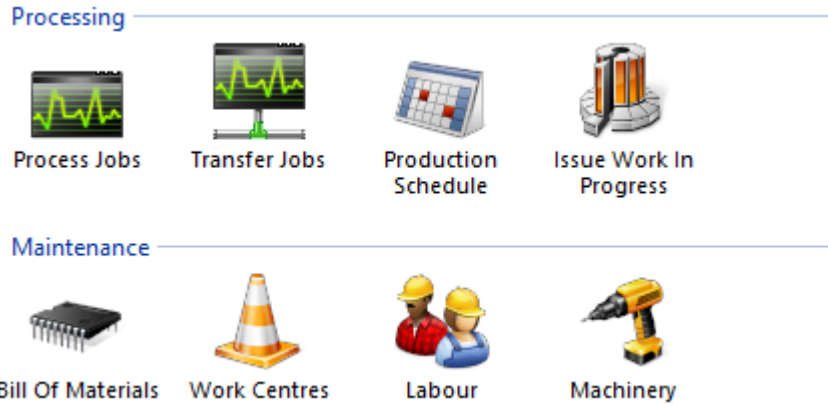 Processing
Process Jobs
Transfer Jobs
Production
Schedule
Issue Work In
Progress
Maintenance
Bill Of Materials
Work Centres
Labour
Machinery